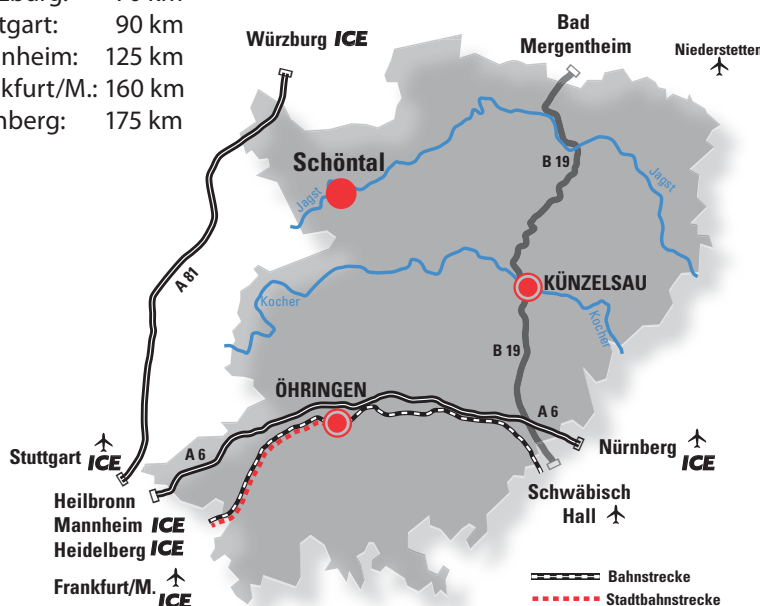 90 km
125 km
160 km
175 km
Würzburg ICE
Bad
Mergentheim
Niederstetten
Schöntal
Jagst
B 19
Jagst
A 81
KÜNZELSAU
Kocher
Kocher
B 19
ÖHRINGEN
A 6
A 6
Stuttgart
ICE
Nürnberg
ICE
Heilbronn
Mannheim ICE
Heidelberg ICE
Schwäbisch
Hall
Frankfurt/M.
ICE
Bahnstrecke
Stadtbahnstrecke